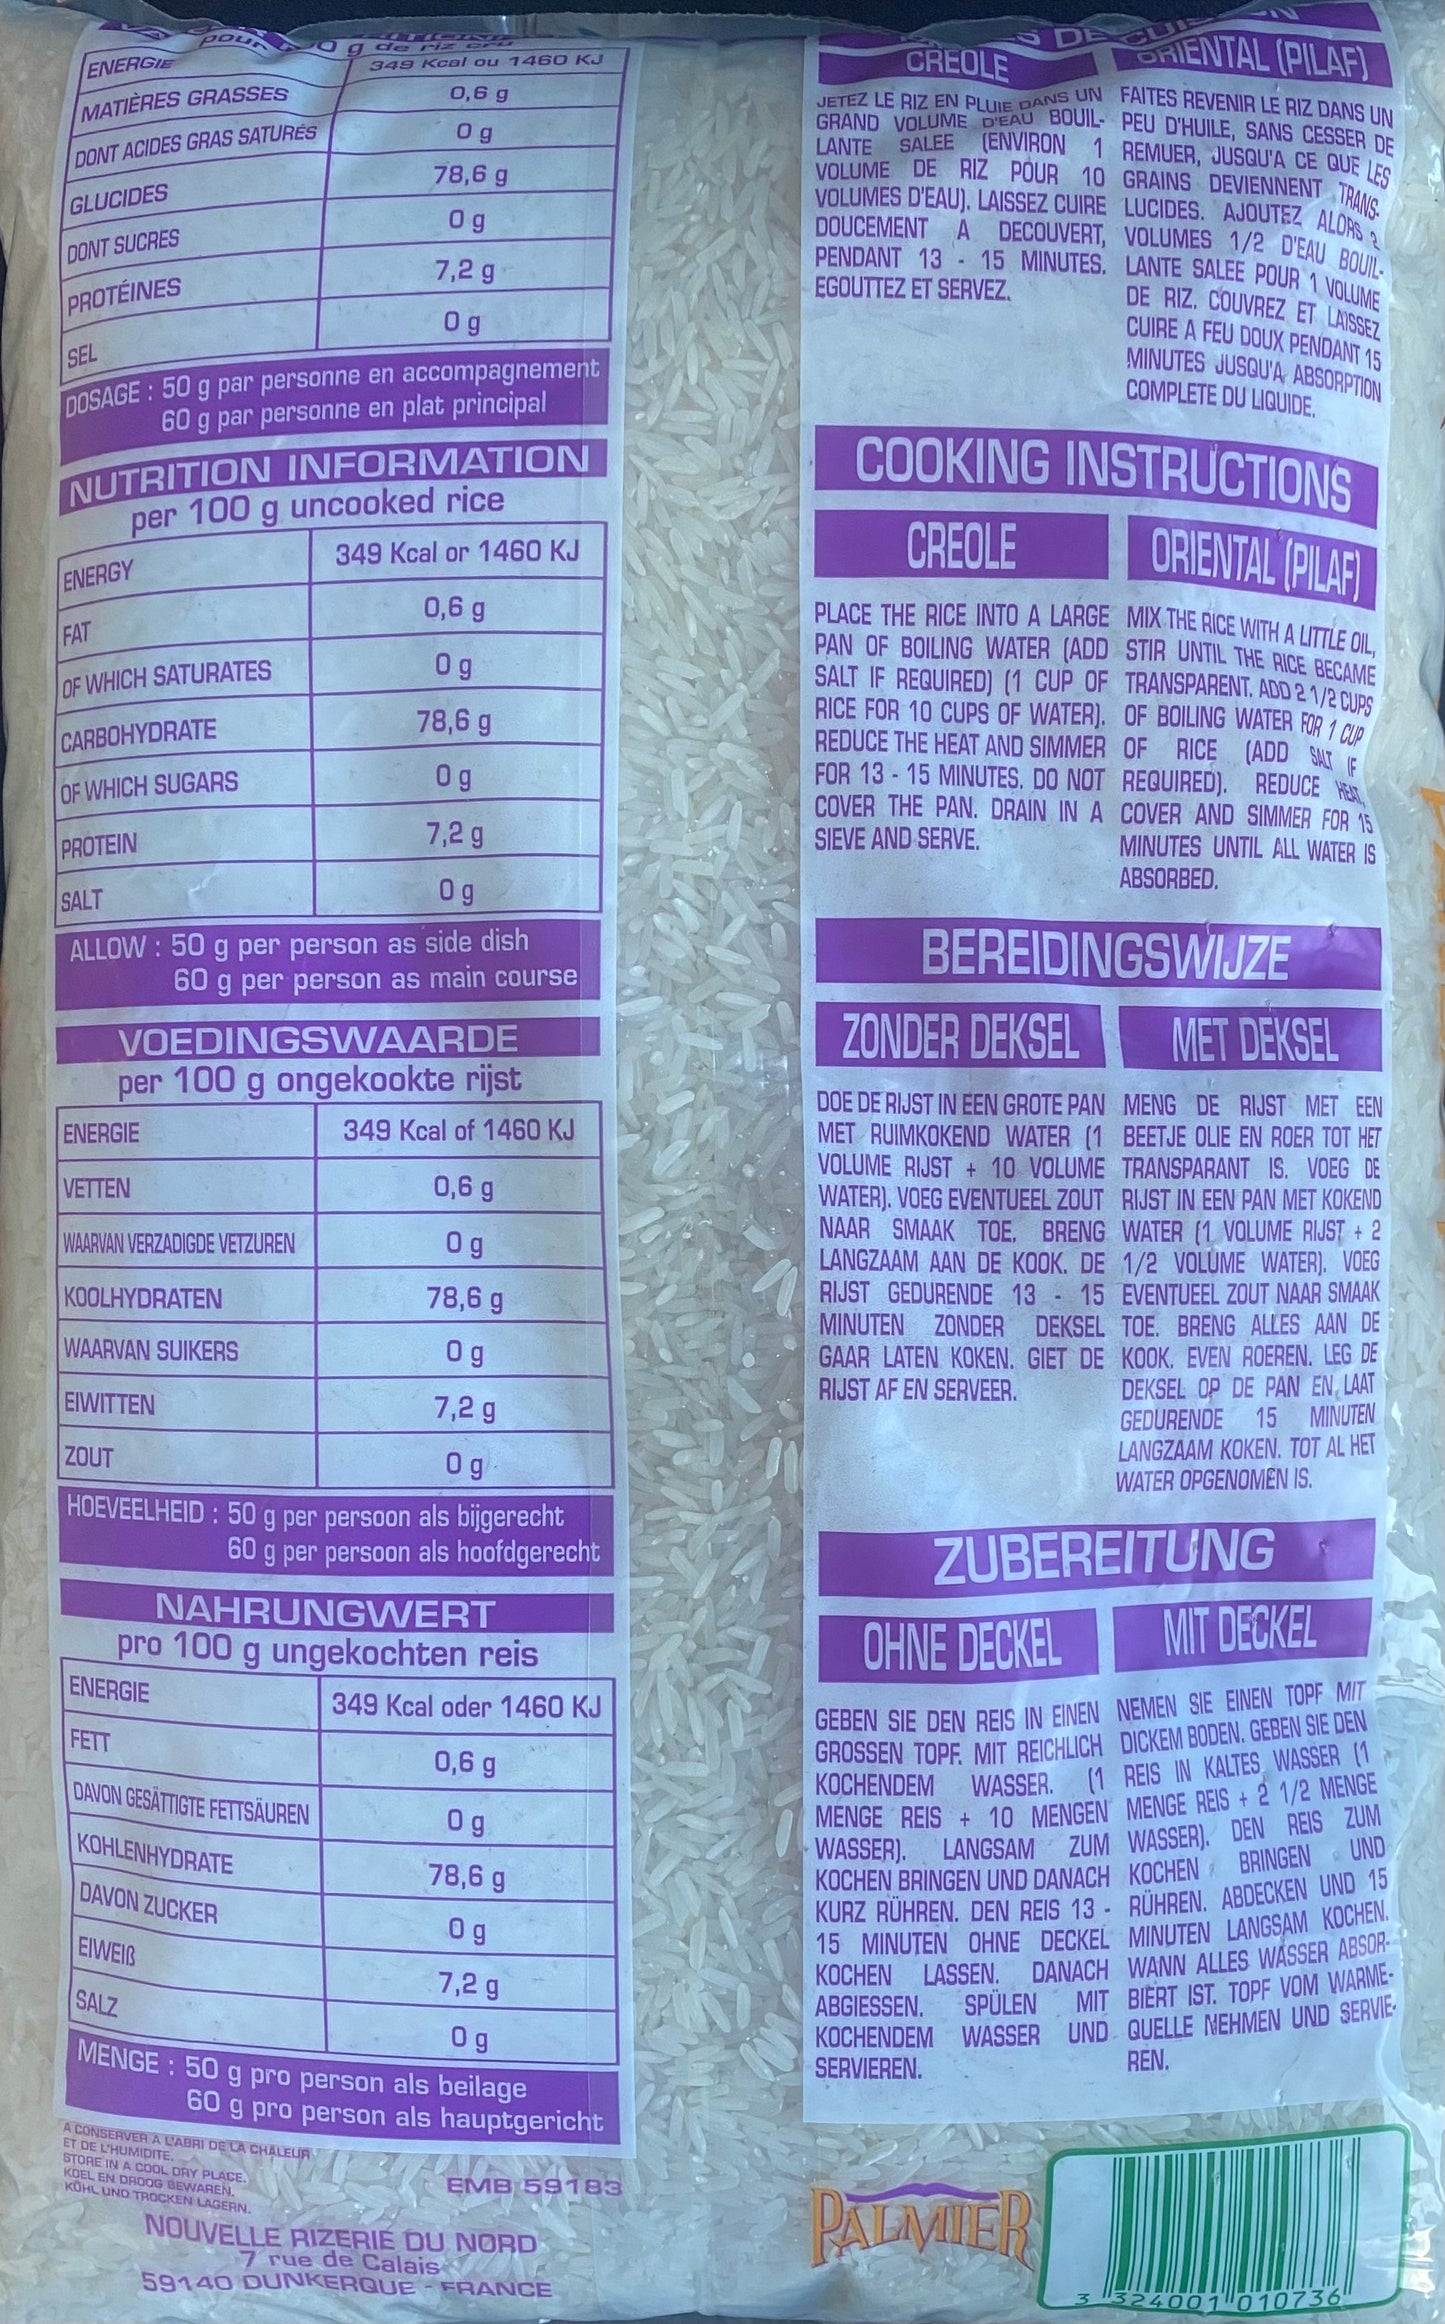 pour 100 g de riz cru
ENERGIE 349 Kcal ou 1460 KJ
MATIÈRES GRASSES 0,6 g
DONT ACIDES GRAS SATURÉS 0 g
GLUCIDES 78,6 g
DONT SUCRES 0 g
PROTÉINES 7,2 g
SEL 0 g
DOSAGE : 50 g par personne en accompagnement
60 g par personne en plat principal
NUTRITION INFORMATION
per 100 g uncooked rice
ENERGY 349 Kcal or 1460 KJ
FAT 0,6 g
OF WHICH SATURATES 0 g
CARBOHYDRATE 78,6 g
OF WHICH SUGARS 0 g
PROTEIN 7,2 g
SALT 0 g
ALLOW : 50 g per person as side dish
60 g per person as main course
VOEDINGSWAARDE
per 100 g ongekookte rijst
ENERGIE 349 Kcal of 1460 KJ
VETTEN 0,6 g
WAARVAN VERZADIGDE VETZUREN 0 g
KOOLHYDRATEN 78,6 g
WAARVAN SUIKERS 0 g
EIWITTEN 7,2 g
ZOUT 0 g
HOEVEELHEID : 50 g per persoon als bijgerecht
60 g per persoon als hoofdgerecht
NAHRUNGWERT
pro 100 g ungekochten reis
ENERGIE 349 Kcal oder 1460 KJ
FETT 0,6 g
DAVON GESÄTTIGTE FETTSÄUREN 0 g
KOHLENHYDRATE 78,6 g
DAVON ZUCKER 0 g
EIWEIß 7,2 g
SALZ 0 g
MENGE : 50 g pro person als beilage
60 g pro person als hauptgericht
A CONSERVER A L'ABRI DE LA CHALEUR
ET DE L'HUMIDITE.
STORE IN A COOL DRY PLACE.
KOEL EN DROOG BEWAREN.
KÜHL UND TROCKEN LAGERN.
EMB 59183
NOUVELLE RIZERIE DU NORD
7 rue de Calais
59140 DUNKERQUE - FRANCE
CREOLE
JETEZ LE RIZ EN PLUIE DANS UN
GRAND VOLUME D'EAU BOUIL-
LANTE SALEE (ENVIRON 1
VOLUME DE RIZ POUR 10
VOLUMES D'EAU). LAISSEZ CUIRE
DOUCEMENT A DECOUVERT,
PENDANT 13 - 15 MINUTES.
EGOUTTEZ ET SERVEZ.
ORIENTAL (PILAF)
FAITES REVENIR LE RIZ DANS UN
PEU D'HUILE, SANS CESSER DE
REMUER, JUSQU'A CE QUE LES
GRAINS DEVIENNENT TRANS-
LUCIDES. AJOUTEZ ALORS 2
VOLUMES 1/2 D'EAU BOUIL-
LANTE SALEE POUR 1 VOLUME
DE RIZ. COUVREZ ET LAISSEZ
CUIRE A FEU DOUX PENDANT 15
MINUTES JUSQU'A ABSORPTION
COMPLETE DU LIQUIDE.
COOKING INSTRUCTIONS
CREOLE
PLACE THE RICE INTO A LARGE
PAN OF BOILING WATER (ADD
SALT IF REQUIRED) (1 CUP OF
RICE FOR 10 CUPS OF WATER).
REDUCE THE HEAT AND SIMMER
FOR 13 - 15 MINUTES. DO NOT
COVER THE PAN. DRAIN IN A
SIEVE AND SERVE.
ORIENTAL (PILAF)
MIX THE RICE WITH A LITTLE OIL,
STIR UNTIL THE RICE BECAME
TRANSPARENT. ADD 2 1/2 CUPS
OF BOILING WATER FOR 1 CUP
OF RICE (ADD SALT IF
REQUIRED). REDUCE HEAT,
COVER AND SIMMER FOR 15
MINUTES UNTIL ALL WATER IS
ABSORBED.
BEREIDINGSWIJZE
ZONDER DEKSEL
DOE DE RIJST IN EEN GROTE PAN
MET RUIMKOKEND WATER (1
VOLUME RIJST + 10 VOLUME
WATER). VOEG EVENTUEEL ZOUT
NAAR SMAAK TOE. BRENG
LANGZAAM AAN DE KOOK. DE
RIJST GEDURENDE 13 - 15
MINUTEN ZONDER DEKSEL
GAAR LATEN KOKEN. GIET DE
RIJST AF EN SERVEER.
MET DEKSEL
MENG DE RIJST MET EEN
BEETJE OLIE EN ROER TOT HET
TRANSPARANT IS. VOEG DE
RIJST IN EEN PAN MET KOKEND
WATER (1 VOLUME RIJST + 2
1/2 VOLUME WATER). VOEG
EVENTUEEL ZOUT NAAR SMAAK
TOE. BRENG ALLES AAN DE
KOOK, EVEN ROEREN. LEG DE
DEKSEL OP DE PAN EN LAAT
GEDURENDE 15 MINUTEN
LANGZAAM KOKEN. TOT AL HET
WATER OPGENOMEN IS.
ZUBEREITUNG
OHNE DECKEL
GEBEN SIE DEN REIS IN EINEN
GROSSEN TOPF. MIT REICHLICH
KOCHENDEM WASSER. (1
MENGE REIS + 10 MENGEN
WASSER). LANGSAM ZUM
KOCHEN BRINGEN UND DANACH
KURZ RÜHREN. DEN REIS 13 -
15 MINUTEN OHNE DECKEL
KOCHEN LASSEN. DANACH
ABGIESSEN. SPÜLEN MIT
KOCHENDEM WASSER UND
SERVIEREN.
MIT DECKEL
NEMEN SIE EINEN TOPF MIT
DICKEM BODEN. GEBEN SIE DEN
REIS IN KALTES WASSER (1
MENGE REIS + 2 1/2 MENGE
WASSER). DEN REIS ZUM
KOCHEN BRINGEN UND
RÜHREN. ABDECKEN UND 15
MINUTEN LANGSAM KOCHEN.
WANN ALLES WASSER ABSOR-
BIERT IST. TOPF VOM WARME-
QUELLE NEHMEN UND SERVIE-
REN.
PALMIER
3 324001 010736